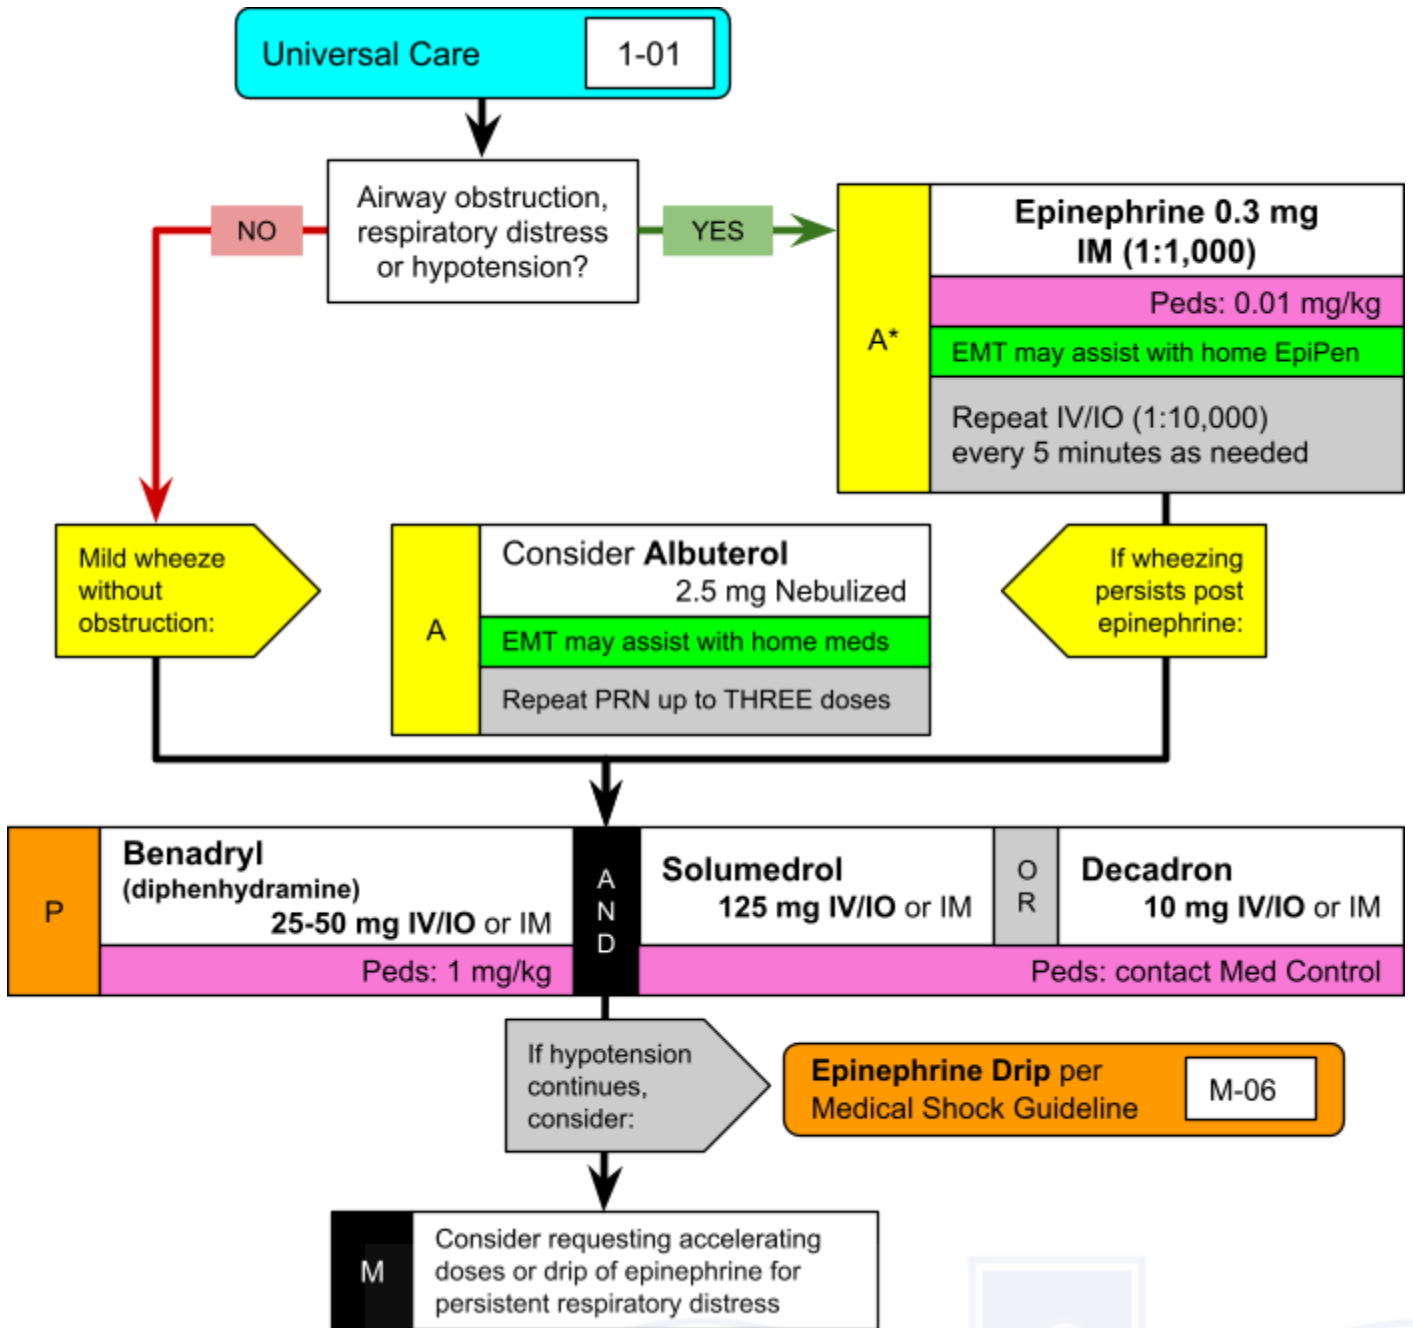 Universal Care
1-01
Airway obstruction,
respiratory distress
or hypotension?
NO
YES
A*
Epinephrine 0.3 mg
IM (1:1,000)
Peds: 0.01 mg/kg
EMT may assist with home EpiPen
Repeat IV/IO (1:10,000)
every 5 minutes as needed
Mild wheeze
without
obstruction:
A
Consider Albuterol
2.5 mg Nebulized
EMT may assist with home meds
Repeat PRN up to THREE doses
If wheezing
persists post
epinephrine:
P
Benadryl
(diphenhydramine)
25-50 mg IV/IO or IM
Peds: 1 mg/kg
AND
Solumedrol
125 mg IV/IO or IM
OR
Decadron
10 mg IV/IO or IM
Peds: contact Med Control
If hypotension
continues,
consider:
Epinephrine Drip per
Medical Shock Guideline
M-06
M
Consider requesting accelerating
doses or drip of epinephrine for
persistent respiratory distress